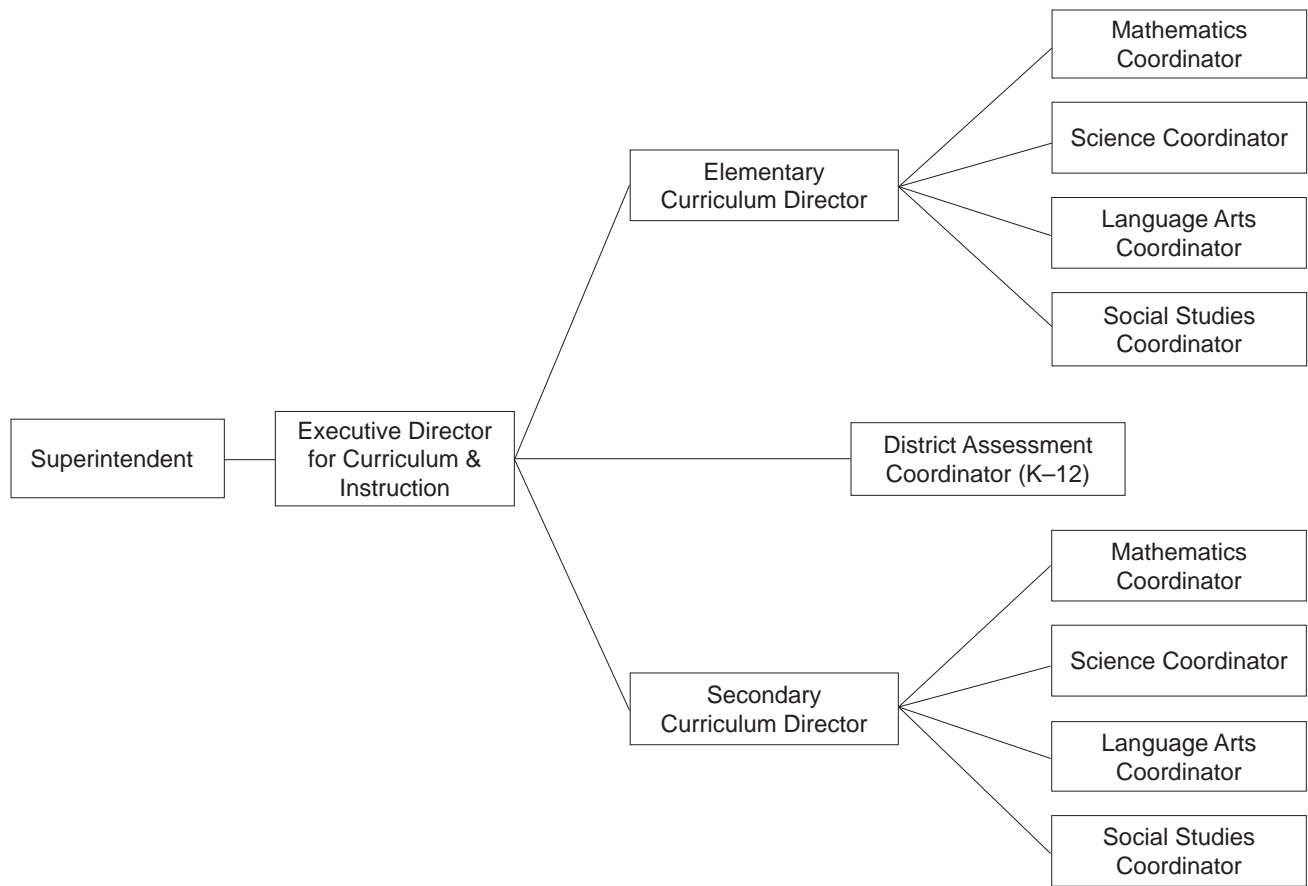 Superintendent
Executive Director
for Curriculum &
Instruction
Elementary
Curriculum Director
Mathematics
Coordinator
Science Coordinator
Language Arts
Coordinator
Social Studies
Coordinator
District Assessment
Coordinator (K–12)
Secondary
Curriculum Director
Mathematics
Coordinator
Science Coordinator
Language Arts
Coordinator
Social Studies
Coordinator